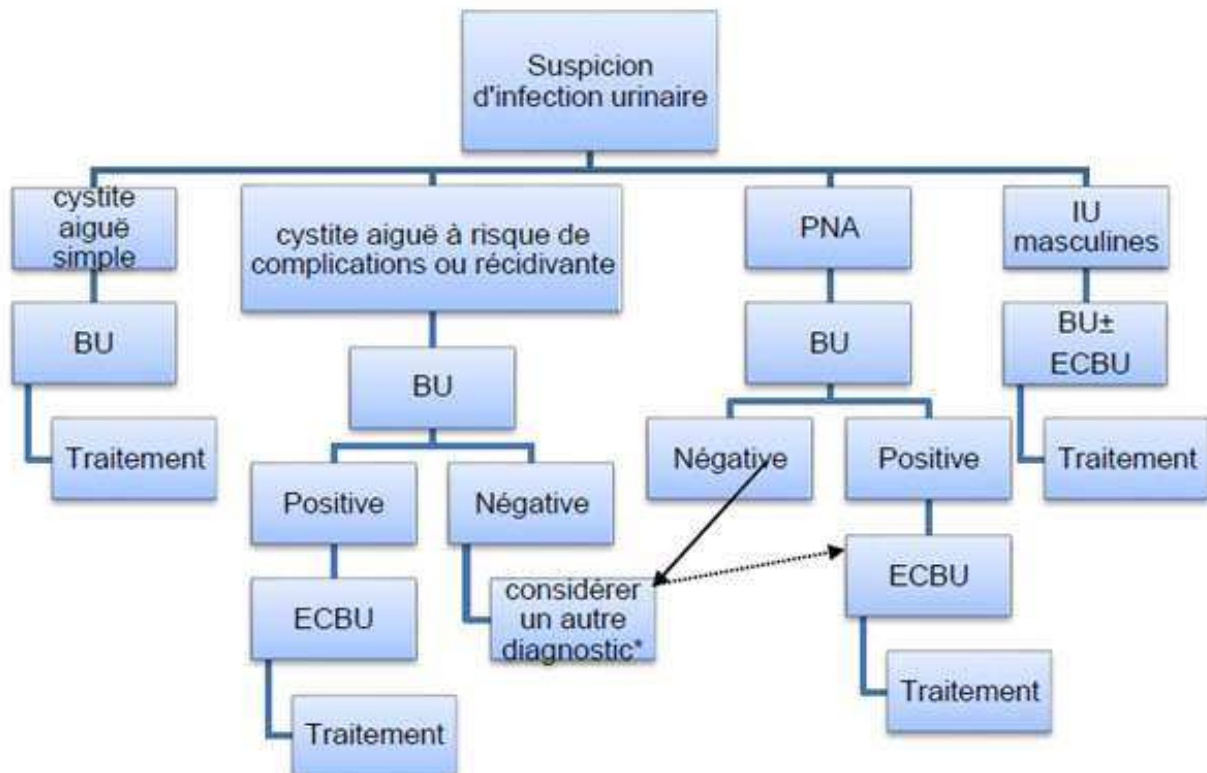 Suspicion
d'infection urinaire
cystite
aiguë
simple
cystite aiguë à risque de
complications ou récidivante
PNA
IU
masculines
BU
BU
BU
BU±
ECBU
Traitement
Positive
Négative
Négative
Positive
Traitement
ECBU
considérer
un autre
diagnostic*
ECBU
Traitement
Traitement